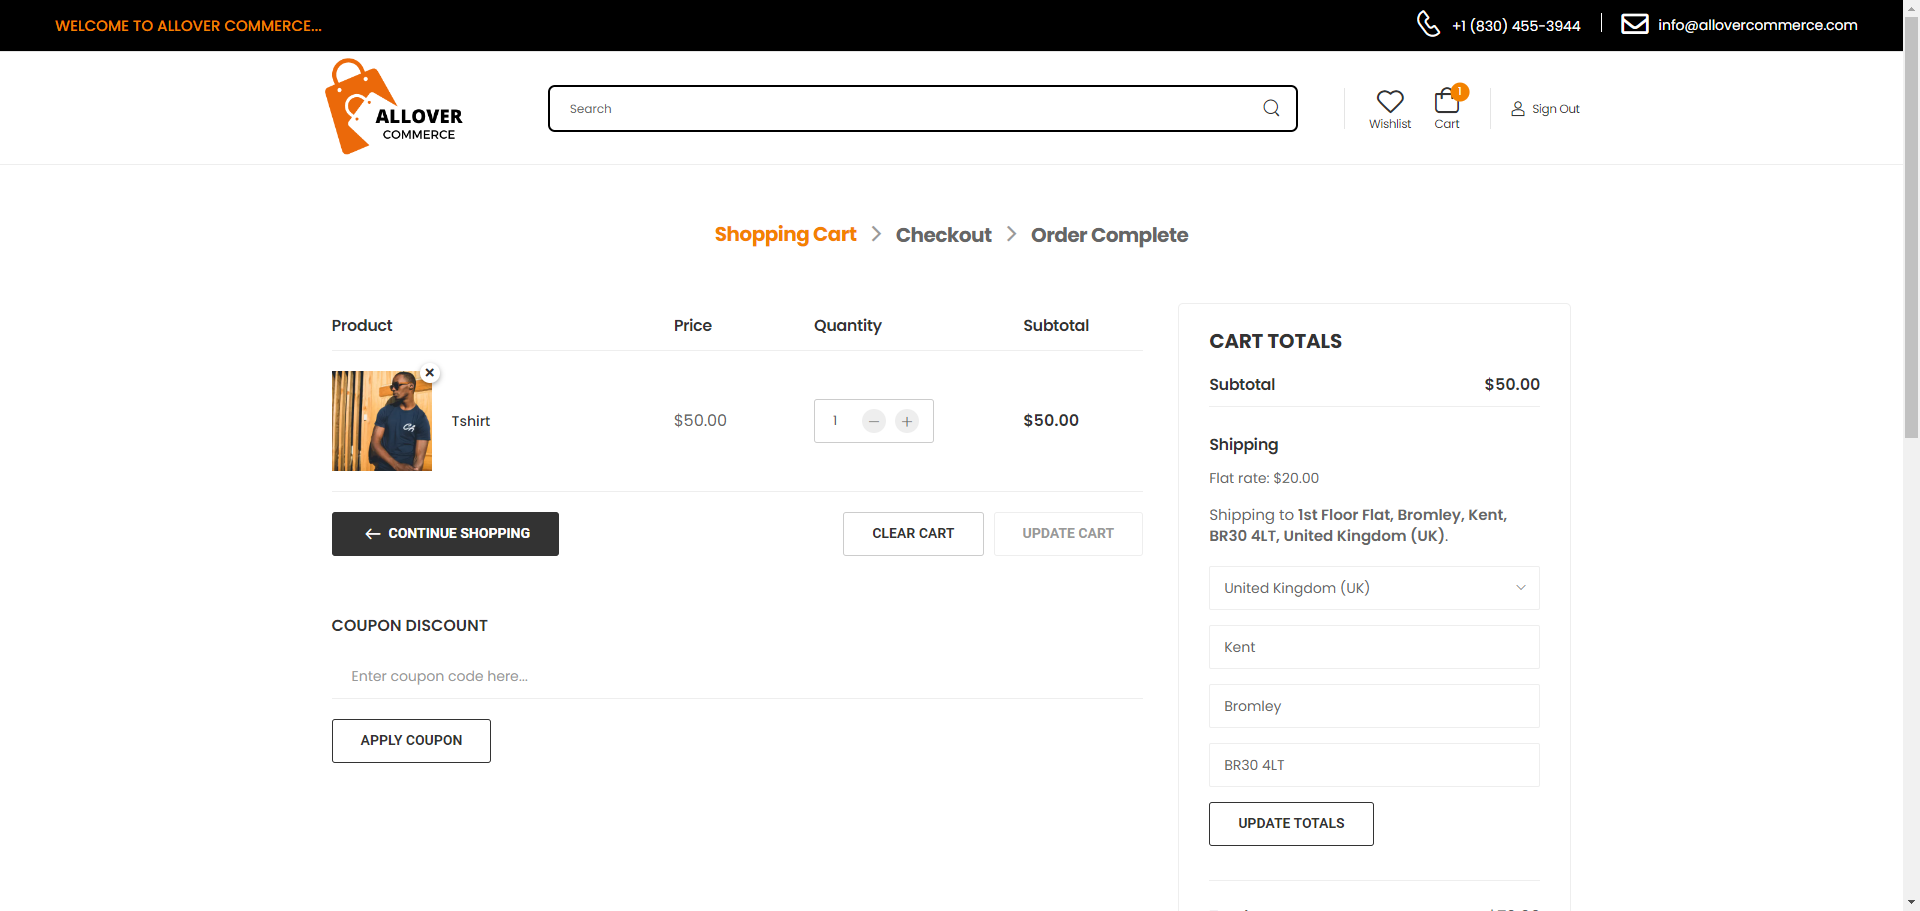 WELCOME TO ALLOVER COMMERCE...
+1 (830) 455-3944
info@allovercommerce.com
ALLOVER
COMMERCE
Search
Wishlist
1
Cart
Sign Out
Shopping Cart
Checkout
Order Complete
Product
Price
Quantity
Subtotal
Tshirt
$50.00
1
$50.00
CONTINUE SHOPPING
CLEAR CART
UPDATE CART
COUPON DISCOUNT
Enter coupon code here...
APPLY COUPON
CART TOTALS
Subtotal
$50.00
Shipping
Flat rate: $20.00
Shipping to 1st Floor Flat, Bromley, Kent,
BR30 4LT, United Kingdom (UK).
United Kingdom (UK)
Kent
Bromley
BR30 4LT
UPDATE TOTALS